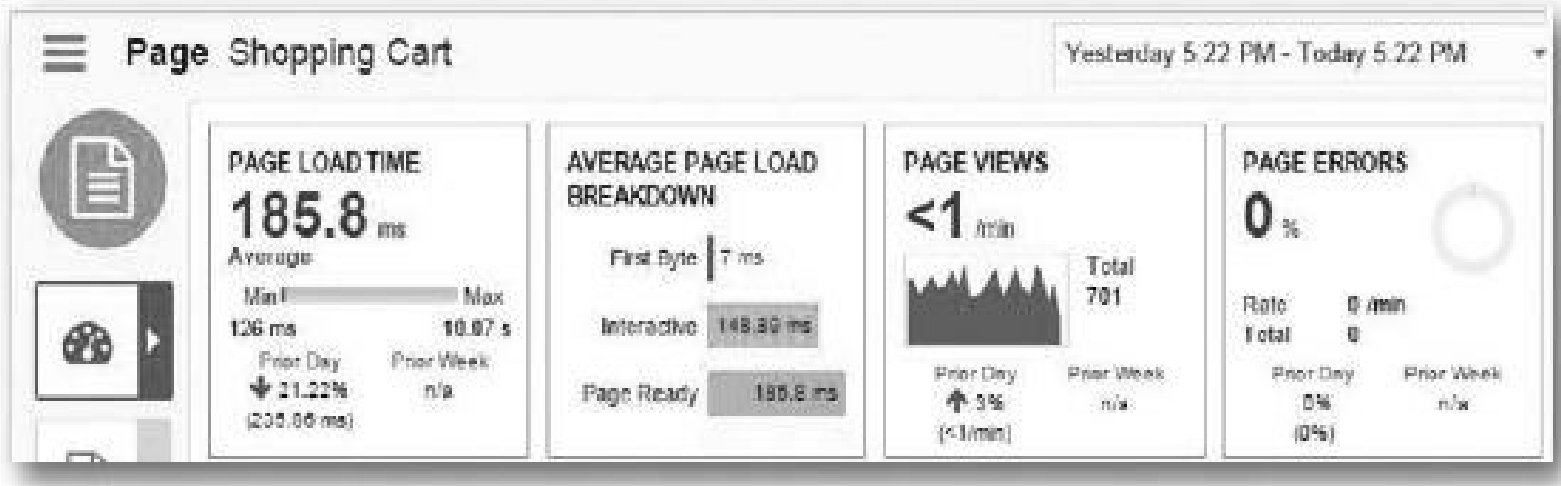 Page Shopping Cart
Yesterday 5:22 PM - Today 5:22 PM
PAGE LOAD TIME
185.8 ms
Average
Min Max
126 ms 10.07 s
Prior Day Prior Week
21.22% n/a
AVERAGE PAGE LOAD
BREAKDOWN
First Byte 7 ms
Interactive ms
Page Ready 185.8 ms
PAGE VIEWS
<1 /min
Total
701
Prior Day Prior Week
3% n/a
(<1/min)
PAGE ERRORS
0 %
Rate 0 /min
Total 0
Prior Day Prior Week
0% n/a
(0%)